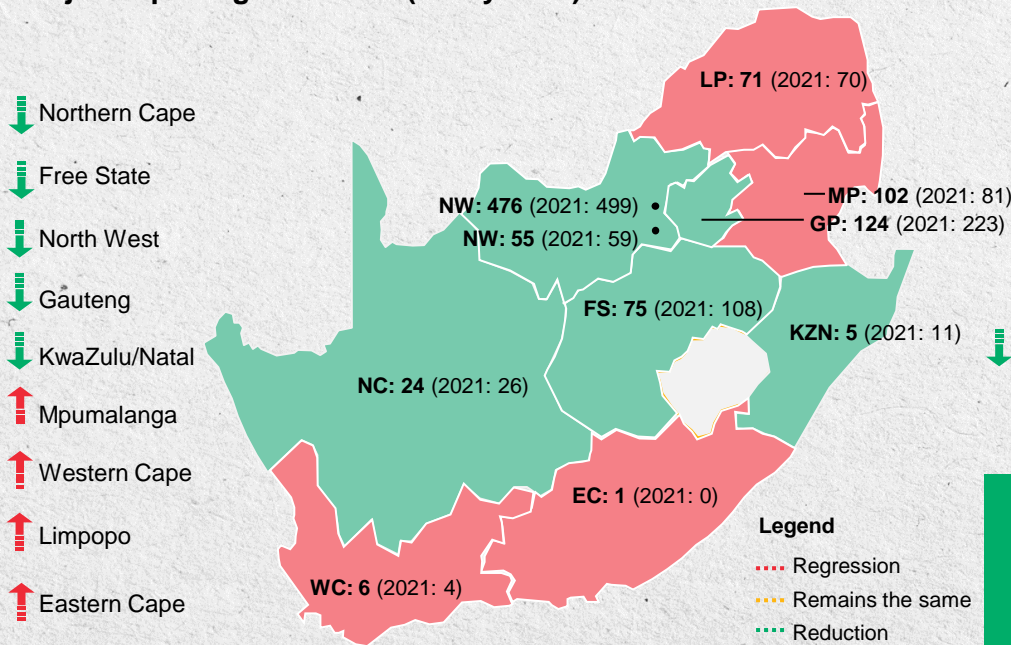 Northern Cape
Free State
North West
Gauteng
KwaZulu/Natal
Mpumalanga
Western Cape
Limpopo
Eastern Cape
LP: 71 (2021: 70)
MP: 102 (2021: 81)
GP: 124 (2021: 223)
NW: 476 (2021: 499)
NW: 55 (2021: 59)
FS: 75 (2021: 108)
KZN: 5 (2021: 11)
NC: 24 (2021: 26)
EC: 1 (2021: 0)
WC: 6 (2021: 4)
Legend
Regression
Remains the same
Reduction